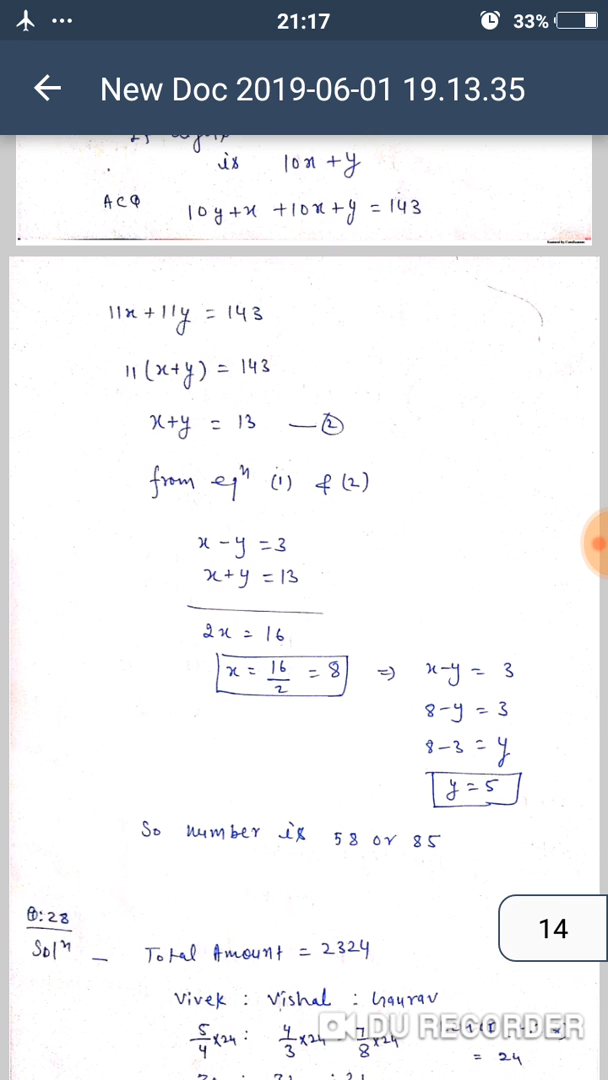 21:17
33%
New Doc 2019-06-01 19.13.35
is 10x + y
ACQ 10y+x +10x+y = 143
11x + 11y = 143
11(x+y) = 143
x+y = 13 —②
from eqⁿ (1) & (2)
x - y = 3
x + y = 13
2x = 16
x = 16/2 = 8 => x-y = 3
8-y = 3
8-3 = y
y = 5
So number is 58 or 85
Q:28
Solⁿ — Total Amount = 2324
14
Vivek : Vishal : Gaurav
5/4 x24 : 4/3 x24 : 7/8 x24
= 24
DU RECORDER